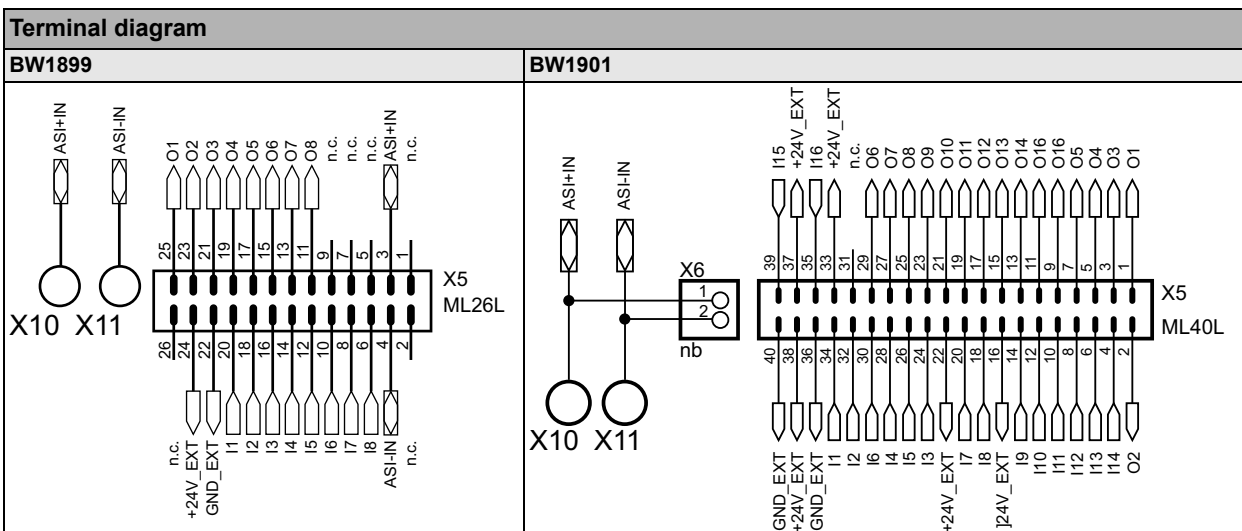 Terminal diagram
BW1899
BW1901
ASI+IN
ASI-IN
O1
O2
O3
O4
O5
O6
O7
O8
n.c.
n.c.
n.c.
ASI+IN
n.c.
25
23
21
19
17
15
13
11
9
7
5
3
1
X5
ML26L
X10 X11
26
24
22
20
18
16
14
12
10
8
6
4
2
n.c.
+24V_EXT
GND_EXT
I1
I2
I3
I4
I5
I6
I7
I8
ASI-IN
n.c.
ASI+IN
ASI-IN
X6
1
2
nb
X10 X11
I15
+24V_EXT
I16
+24V_EXT
n.c.
O6
O7
O8
O9
O10
O11
O12
O13
O14
O16
O16
O5
O4
O3
O1
39
37
35
33
31
29
27
25
23
21
19
17
15
13
11
9
7
5
3
1
X5
ML40L
40
38
36
34
32
30
28
26
24
22
20
18
16
14
12
10
8
6
4
2
GND_EXT
+24V_EXT
GND_EXT
I1
I2
I6
I4
I5
I3
+24V_EXT
I7
I8
]24V_EXT
I9
I10
I11
I12
I13
I14
O2